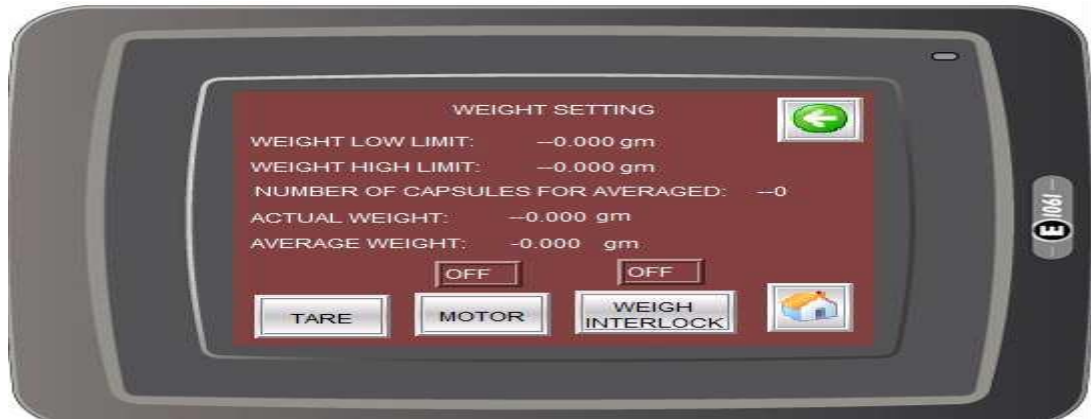 WEIGHT SETTING
WEIGHT LOW LIMIT: --0.000 gm
WEIGHT HIGH LIMIT: --0.000 gm
NUMBER OF CAPSULES FOR AVERAGED: --0
ACTUAL WEIGHT: --0.000 gm
AVERAGE WEIGHT: -0.000 gm
OFF OFF
TARE MOTOR WEIGH
INTERLOCK
E1061